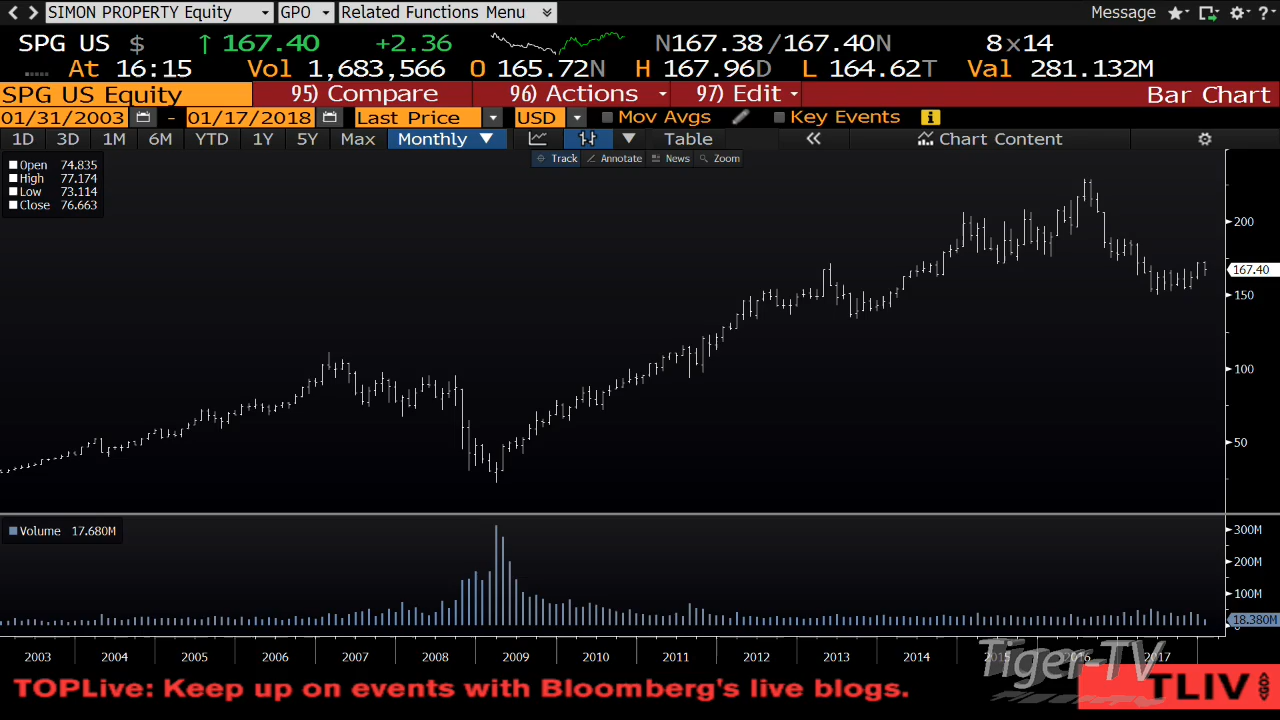 SIMON PROPERTY Equity GPO Related Functions Menu Message
SPG US $ ↑ 167.40 +2.36 N167.38/167.40N 8x14
At 16:15 Vol 1,683,566 O 165.72N H 167.96D L 164.62T Val 281.132M
SPG US Equity 95) Compare 96) Actions 97) Edit Bar Chart
01/31/2003 - 01/17/2018 Last Price USD Mov Avgs Key Events
1D 3D 1M 6M YTD 1Y 5Y Max Monthly ▼ Table « Chart Content
Track Annotate News Zoom
Open 74.835
High 77.174
Low 73.114
Close 76.663
200
167.40
150
100
50
Volume 17.680M
300M
200M
100M
18.380M
0
2003 2004 2005 2006 2007 2008 2009 2010 2011 2012 2013 2014 2015 2016 2017
Tiger-TV
TOPLive: Keep up on events with Bloomberg's live blogs.
TLIV